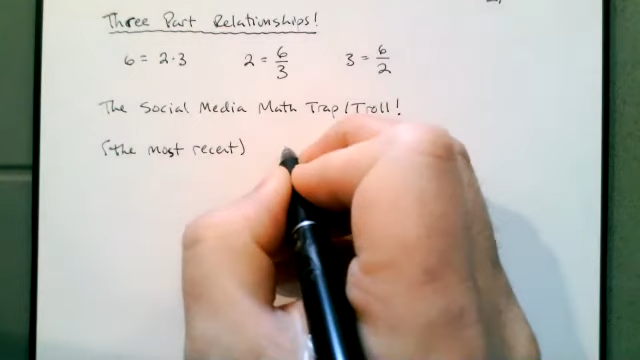 Three Part Relationships!
6 = 2·3    2 = 6/3    3 = 6/2
The Social Media Math Trap/Troll!
(the most recent)